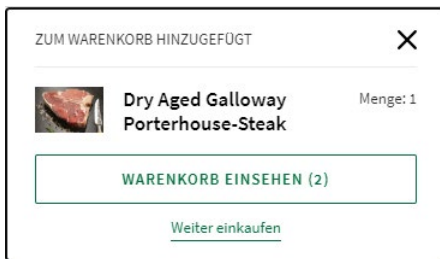 ZUM WARENKORB HINZUGEFÜGT
Dry Aged Galloway Menge: 1
Porterhouse-Steak
WARENKORB EINSEHEN (2)
Weiter einkaufen